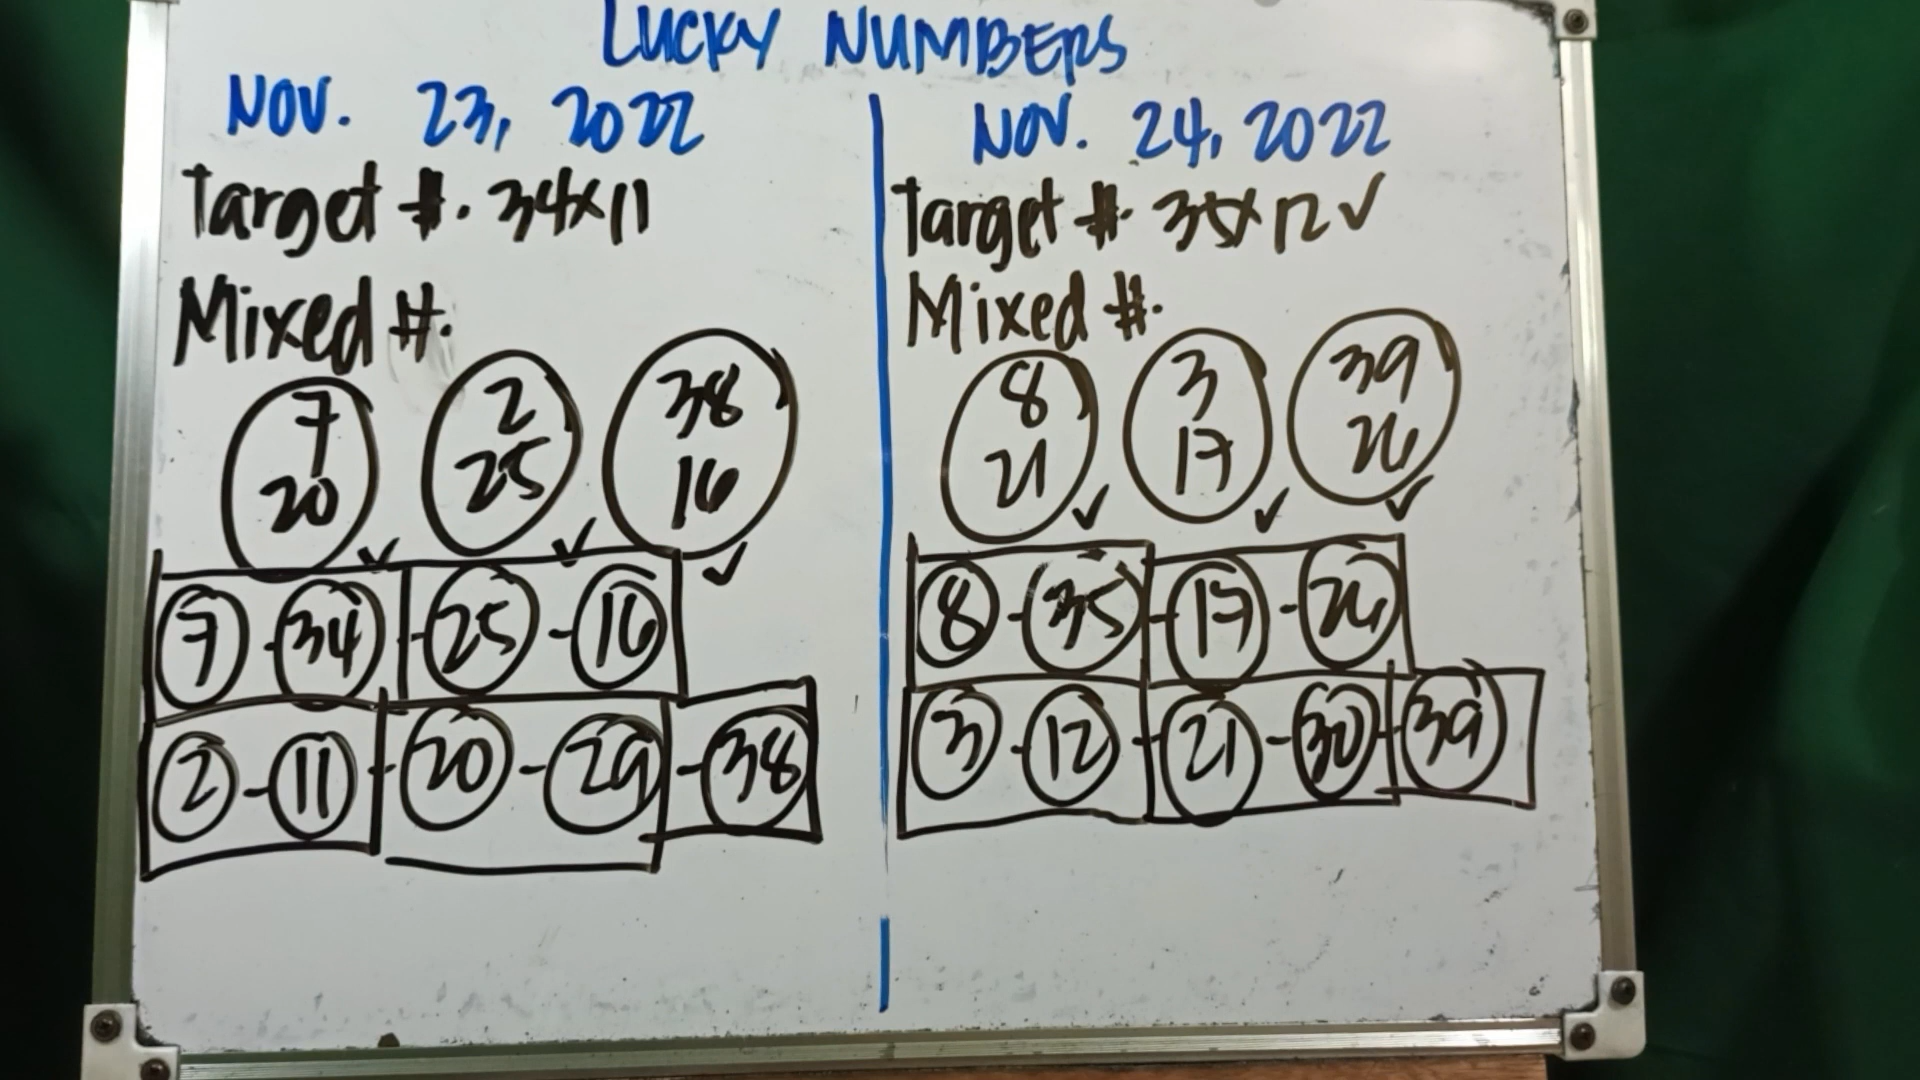 LUCKY NUMBERS
NOV. 23, 2022
Target #. 34x11
Mixed #.
7 2 38
20 25 16
7 - 34 - 25 - 16
2 - 11 - 20 - 29 - 38
NOV. 24, 2022
Target #. 35x12 ✓
Mixed #.
8 3 39
21 17 26
8 - 35 - 17 - 26
3 - 12 - 21 - 30 - 39